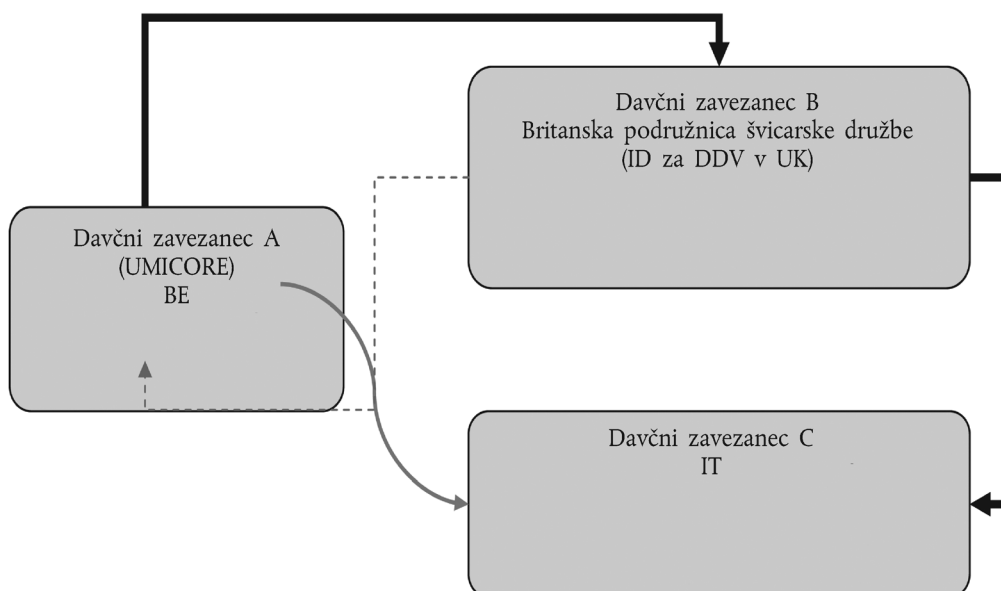 Davčni zavezanec B
Britanska podružnica švicarske družbe
(ID za DDV v UK)
Davčni zavezanec A
(UMICORE)
BE
Davčni zavezanec C
IT